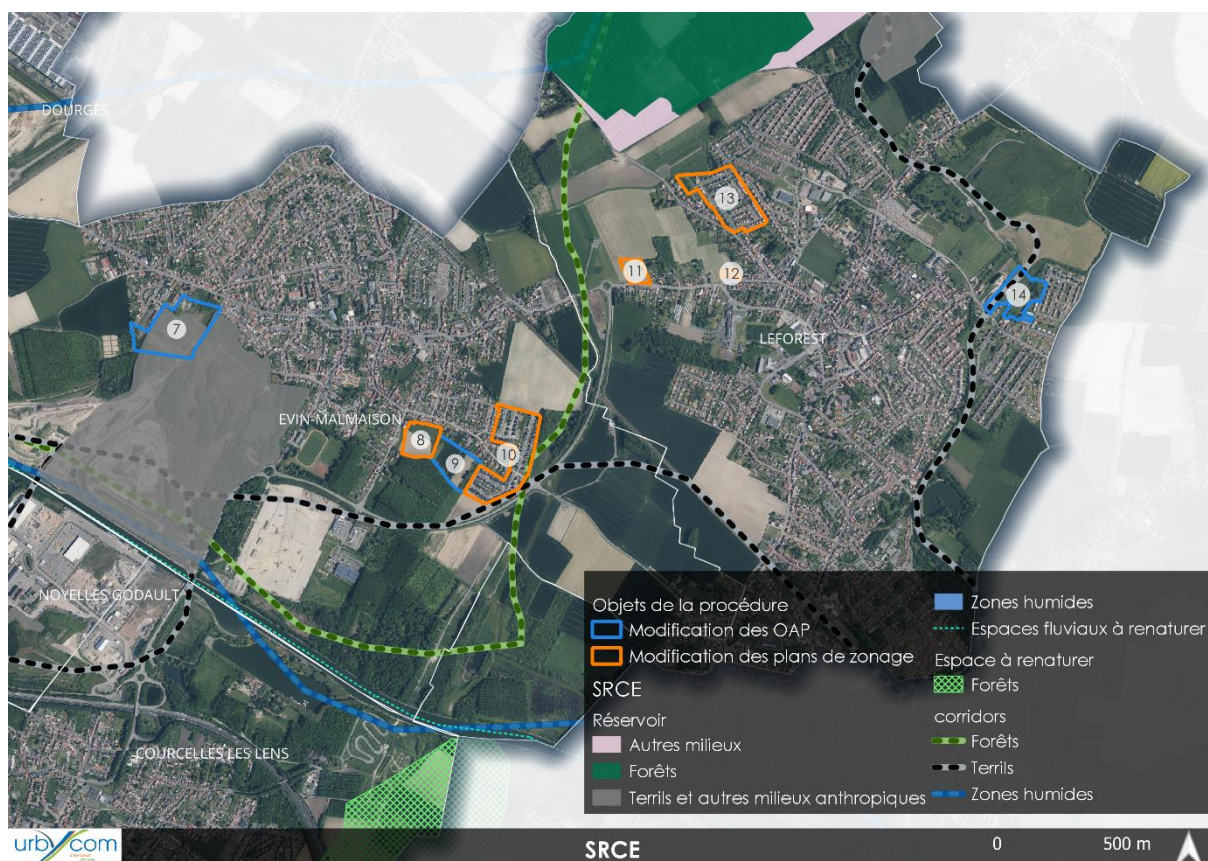 DOURGES
13
11
12
14
LEFOREST
7
EVIN-MALMAISON
8
9
10
NOYELLES GODAULT
COURCELLES LES LENS
Objets de la procédure
Modification des OAP
Modification des plans de zonage
SRCE
Réservoir
Autres milieux
Forêts
Terrils et autres milieux anthropiques
Zones humides
Espaces fluviaux à renaturer
Espace à renaturer
Forêts
corridors
Forêts
Terrils
Zones humides
urbycom
SRCE
0 500 m